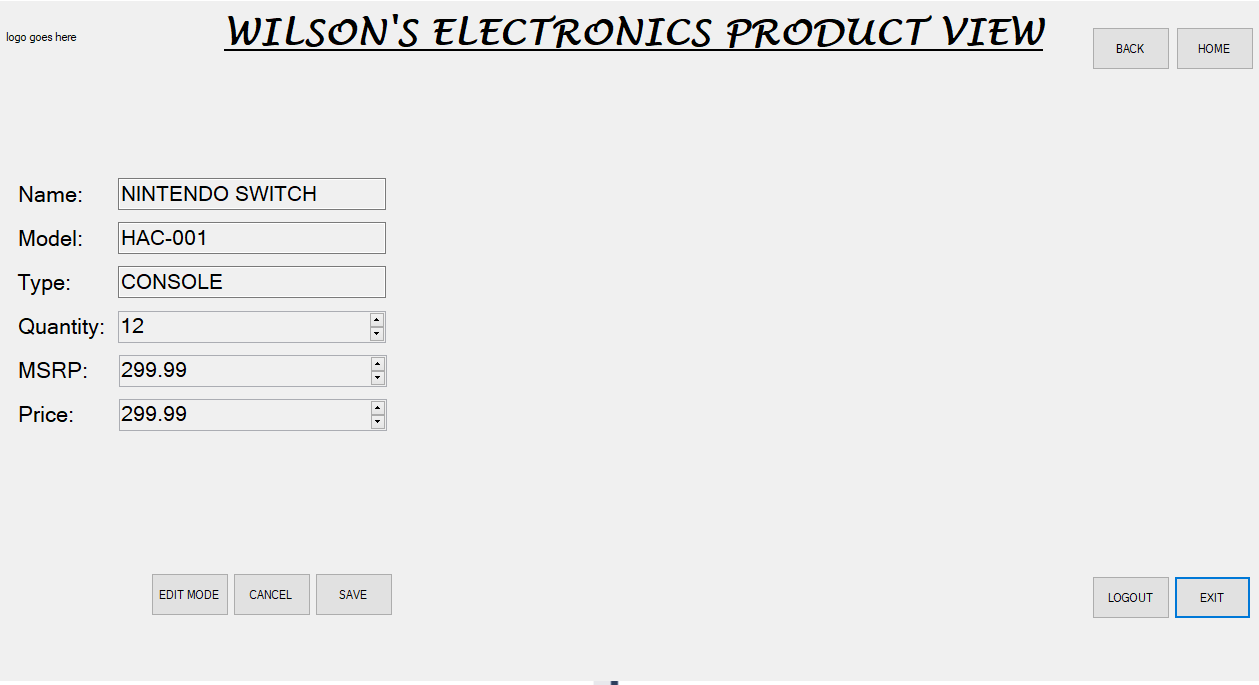 logo goes here
WILSON'S ELECTRONICS PRODUCT VIEW
BACK
HOME
Name: NINTENDO SWITCH
Model: HAC-001
Type: CONSOLE
Quantity: 12
MSRP: 299.99
Price: 299.99
EDIT MODE
CANCEL
SAVE
LOGOUT
EXIT